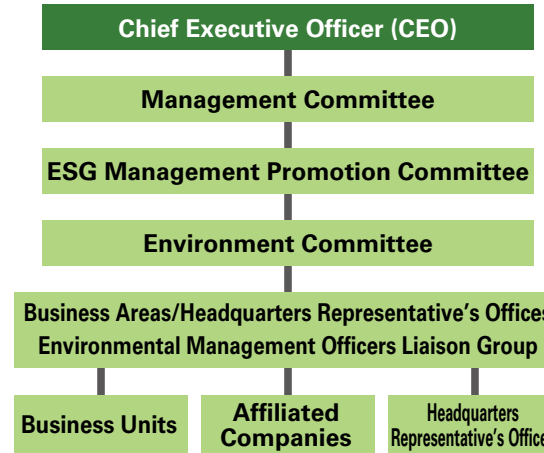 Chief Executive Officer (CEO)
Management Committee
ESG Management Promotion Committee
Environment Committee
Business Areas/Headquarters Representative's Offices
Environmental Management Officers Liaison Group
Business Units
Affiliated
Companies
Headquarters
Representative's Office